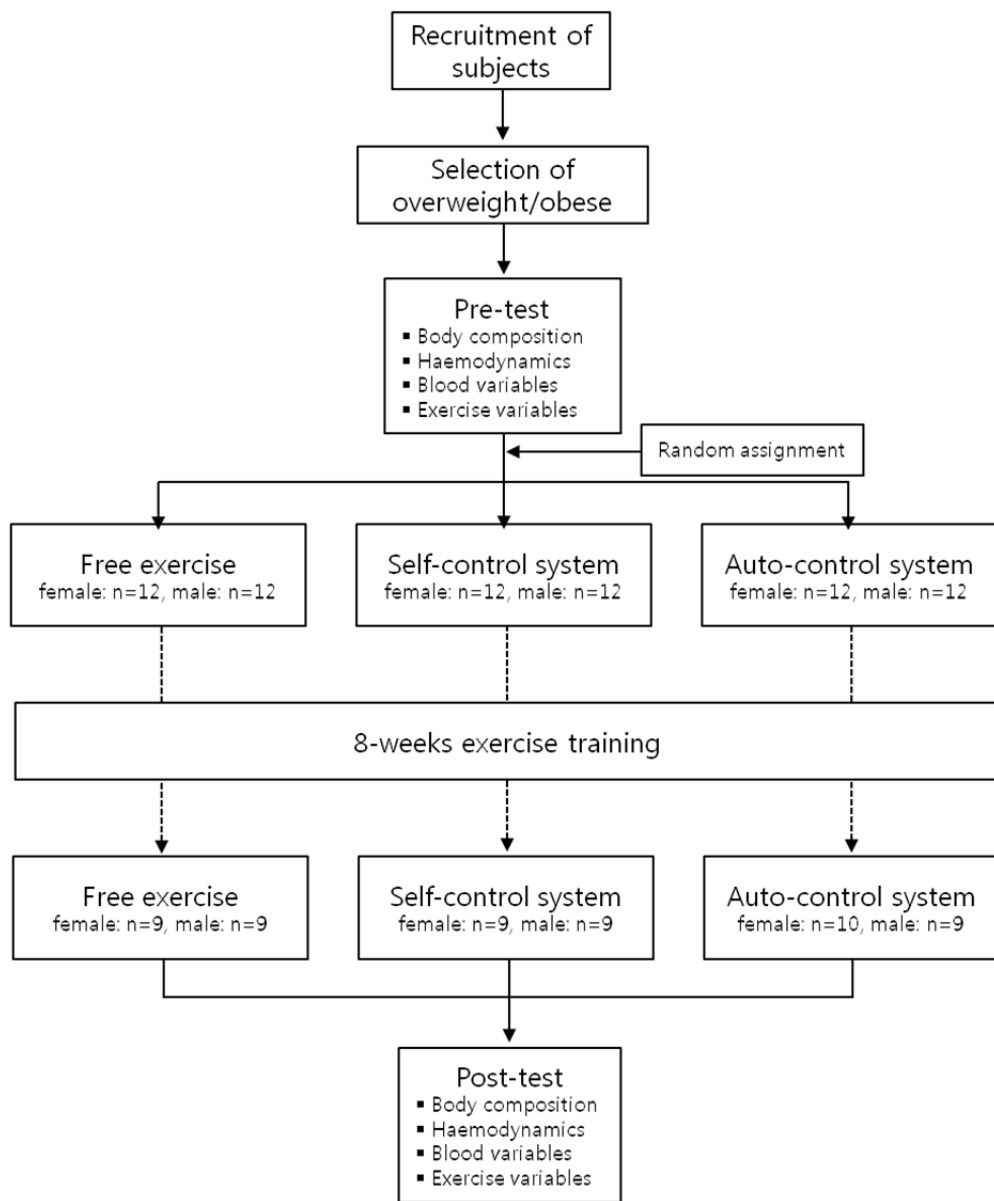 Recruitment of
subjects
Selection of
overweight/obese
Pre-test
▪ Body composition
▪ Haemodynamics
▪ Blood variables
▪ Exercise variables
Random assignment
Free exercise
female: n=12, male: n=12
Self-control system
female: n=12, male: n=12
Auto-control system
female: n=12, male: n=12
8-weeks exercise training
Free exercise
female: n=9, male: n=9
Self-control system
female: n=9, male: n=9
Auto-control system
female: n=10, male: n=9
Post-test
▪ Body composition
▪ Haemodynamics
▪ Blood variables
▪ Exercise variables